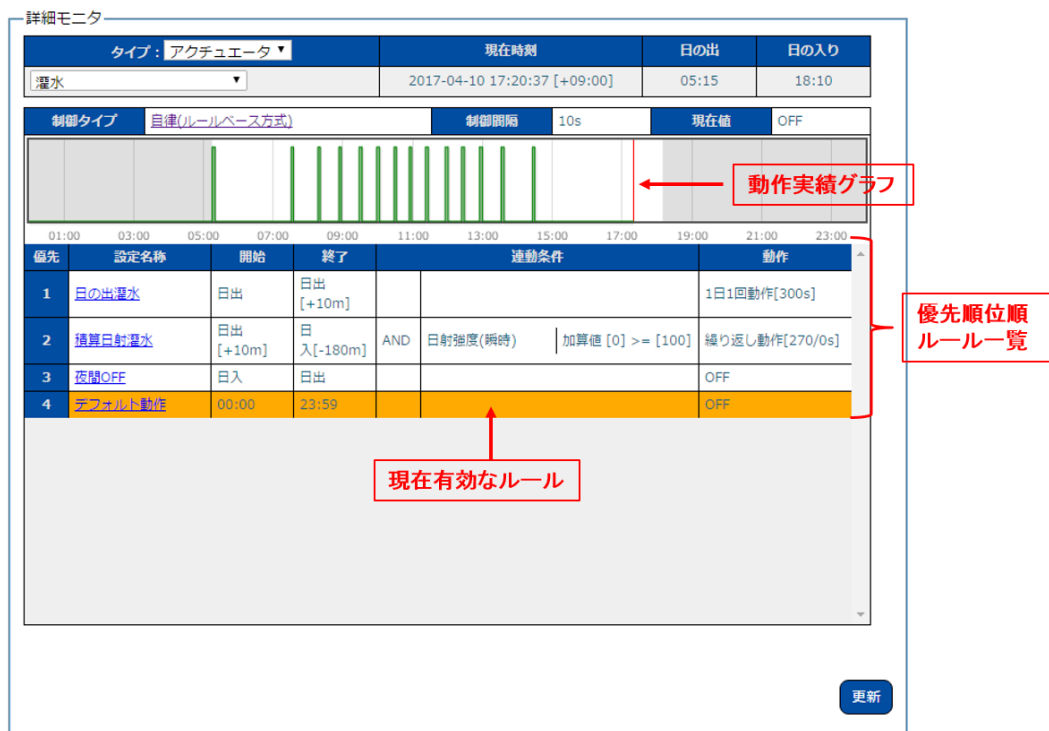 詳細モニタ
タイプ : アクチュエータ 現在時刻 日の出 日の入り
灌水 2017-04-10 17:20:37 [+09:00] 05:15 18:10
制御タイプ 自律(ルールベース方式) 制御間隔 10s 現在値 OFF
動作実績グラフ
01:00 03:00 05:00 07:00 09:00 11:00 13:00 15:00 17:00 19:00 21:00 23:00
優先 設定名称 開始 終了 連動条件 動作
1 日の出灌水 日出 日出
[+10m] 1日1回動作[300s]
2 積算日射灌水 日出
[+10m] 日
入[-180m] AND 日射強度(瞬時) 加算値 [0] >= [100] 繰り返し動作[270/0s]
3 夜間OFF 日入 日出 OFF
4 デフォルト動作 00:00 23:59 OFF
優先順位順
ルール一覧
現在有効なルール
更新